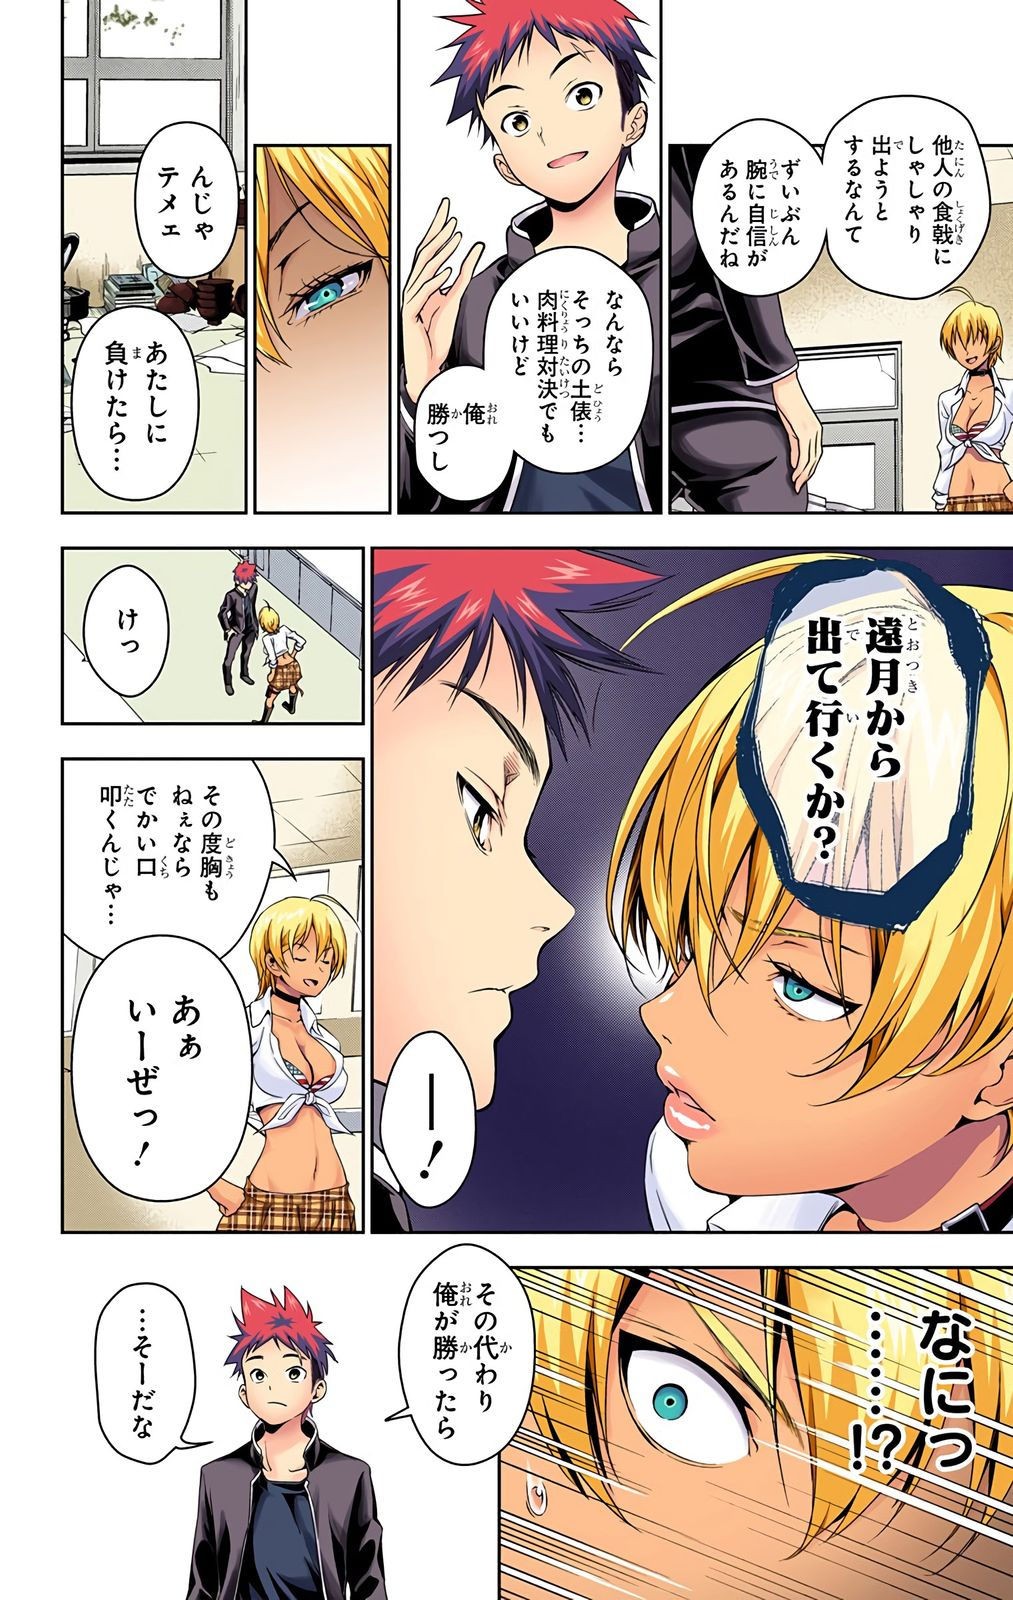 他人の食戟に
しゃしゃり
出ようと
するなんて
ずいぶん
腕に自信が
あるんだね
なんなら
そっちの土俵…
肉料理対決でも
いいけど
俺
勝つし
んじゃ
テメェ
あたしに
負けたら…
遠月から
出て行くか?
ー!
けっ
その度胸も
ねぇなら
でかい口
叩くんじゃ…
あぁ
いーぜっ!
なにっ
……!?
その代わり
俺が勝ったら
…そーだな